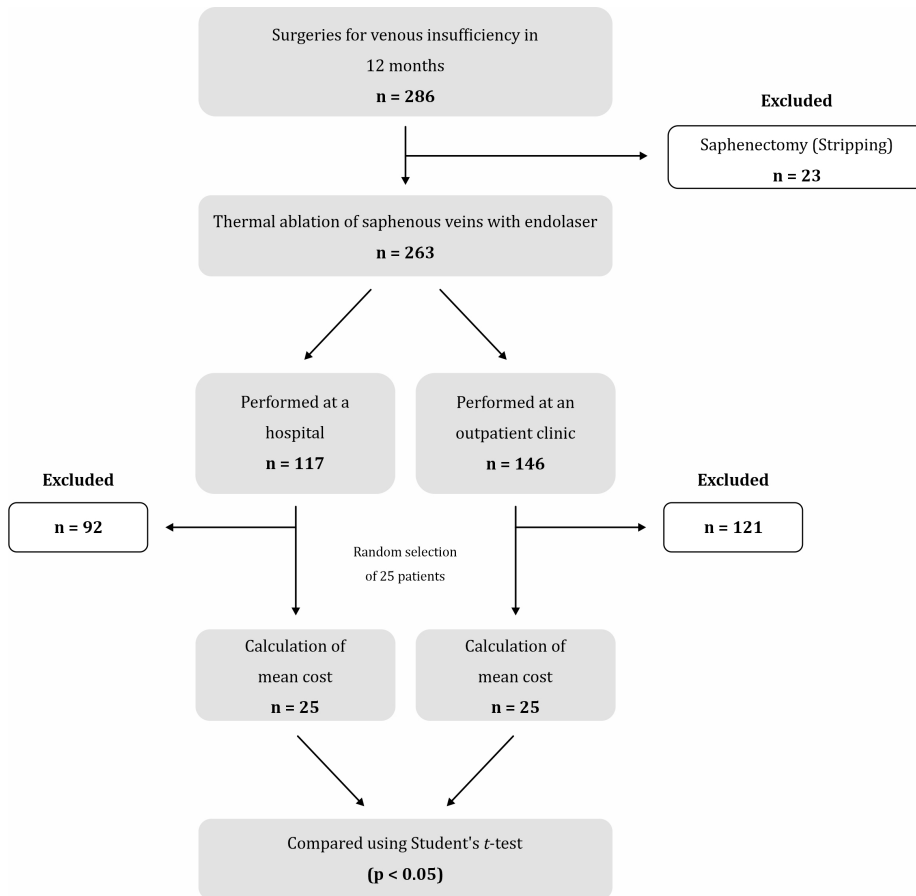 Surgeries for venous insufficiency in
12 months
n = 286
Excluded
Saphenectomy (Stripping)
n = 23
Thermal ablation of saphenous veins with endolaser
n = 263
Performed at a
hospital
n = 117
Performed at an
outpatient clinic
n = 146
Excluded
n = 92
Excluded
n = 121
Random selection
of 25 patients
Calculation of
mean cost
n = 25
Calculation of
mean cost
n = 25
Compared using Student's t-test
(p < 0.05)